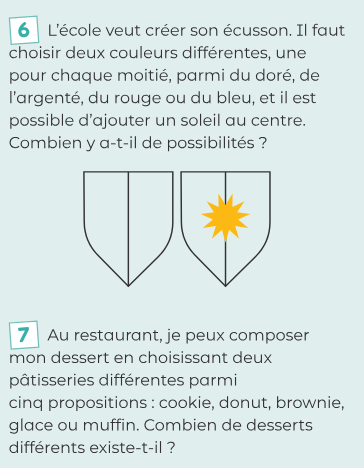 6 L’école veut créer son écusson. Il faut
choisir deux couleurs différentes, une
pour chaque moitié, parmi du doré, de
l’argenté, du rouge ou du bleu, et il est
possible d’ajouter un soleil au centre.
Combien y a-t-il de possibilités ?
7 Au restaurant, je peux composer
mon dessert en choisissant deux
pâtisseries différentes parmi
cinq propositions : cookie, donut, brownie,
glace ou muffin. Combien de desserts
différents existe-t-il ?